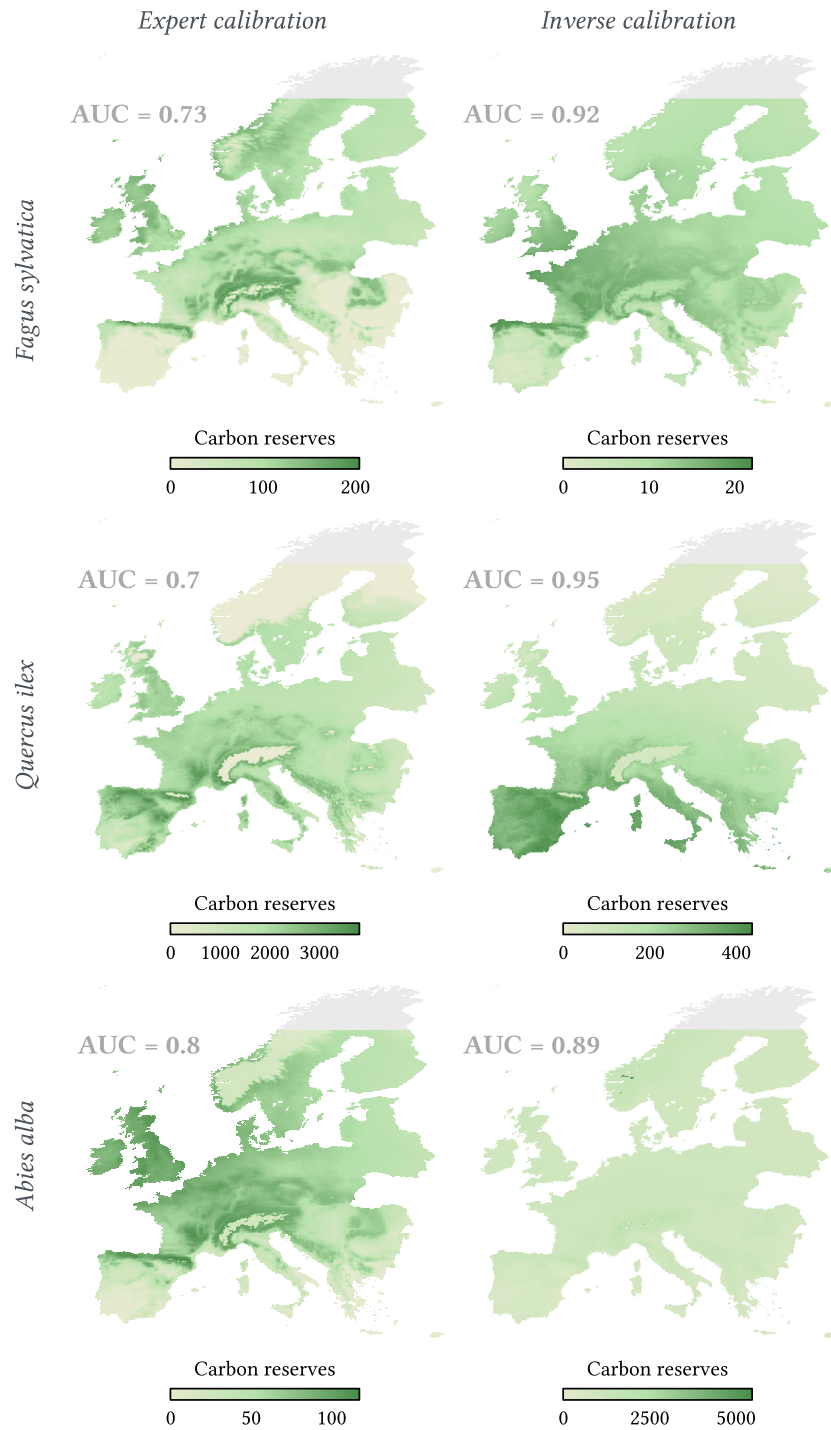 Expert calibration
Inverse calibration
Fagus sylvatica
AUC = 0.73
AUC = 0.92
Carbon reserves
0 100 200
Carbon reserves
0 10 20
Quercus ilex
AUC = 0.7
AUC = 0.95
Carbon reserves
0 1000 2000 3000
Carbon reserves
0 200 400
Abies alba
AUC = 0.8
AUC = 0.89
Carbon reserves
0 50 100
Carbon reserves
0 2500 5000